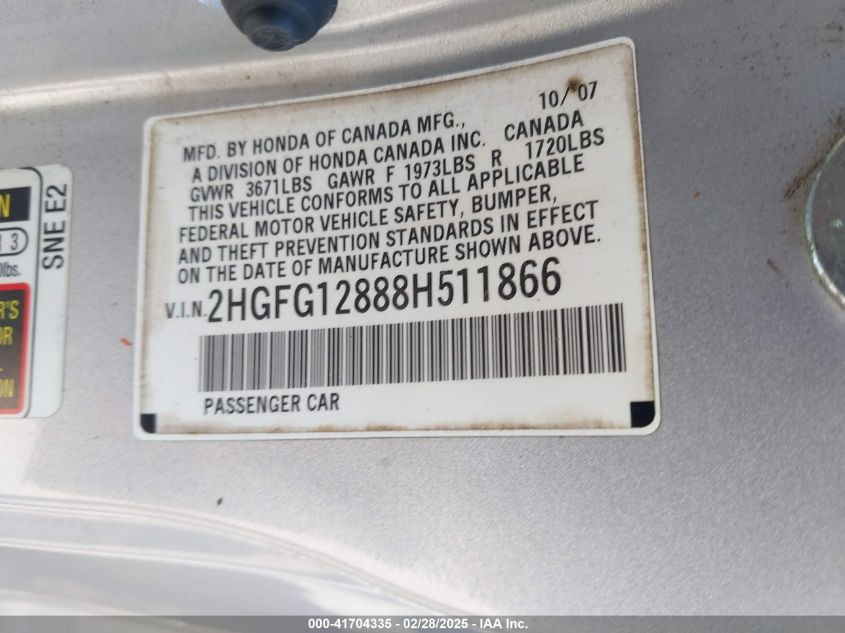 10/'07
MFD. BY HONDA OF CANADA MFG.,
A DIVISION OF HONDA CANADA INC. CANADA
GVWR 3671LBS GAWR F 1973LBS R 1720LBS
THIS VEHICLE CONFORMS TO ALL APPLICABLE
FEDERAL MOTOR VEHICLE SAFETY, BUMPER,
AND THEFT PREVENTION STANDARDS IN EFFECT
ON THE DATE OF MANUFACTURE SHOWN ABOVE.
V.I.N. 2HGFG12888H511866
PASSENGER CAR
SNE E2
3
lbs.
000-41704335 - 02/28/2025 - IAA Inc.